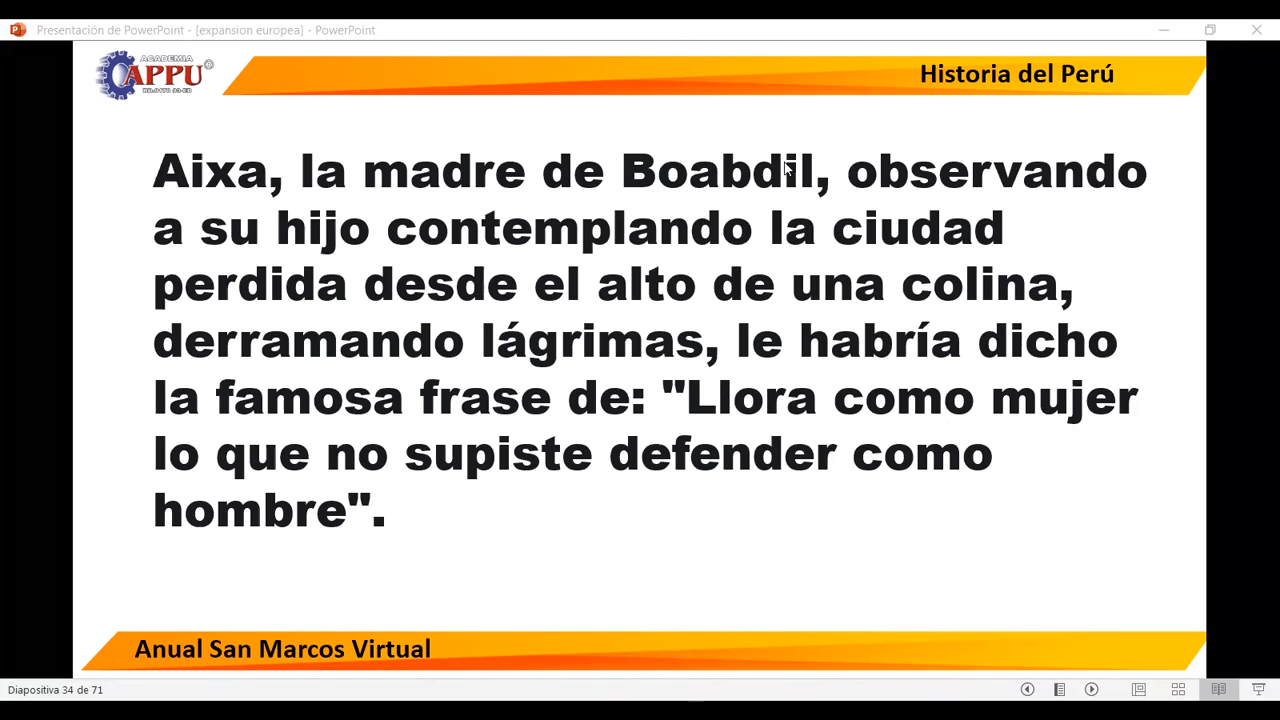 Presentación de PowerPoint - [expansion europea] - PowerPoint
ACADEMIA
APPU
Historia del Perú
Aixa, la madre de Boabdil, observando
a su hijo contemplando la ciudad
perdida desde el alto de una colina,
derramando lágrimas, le habría dicho
la famosa frase de: "Llora como mujer
lo que no supiste defender como
hombre".
Anual San Marcos Virtual
Diapositiva 34 de 71